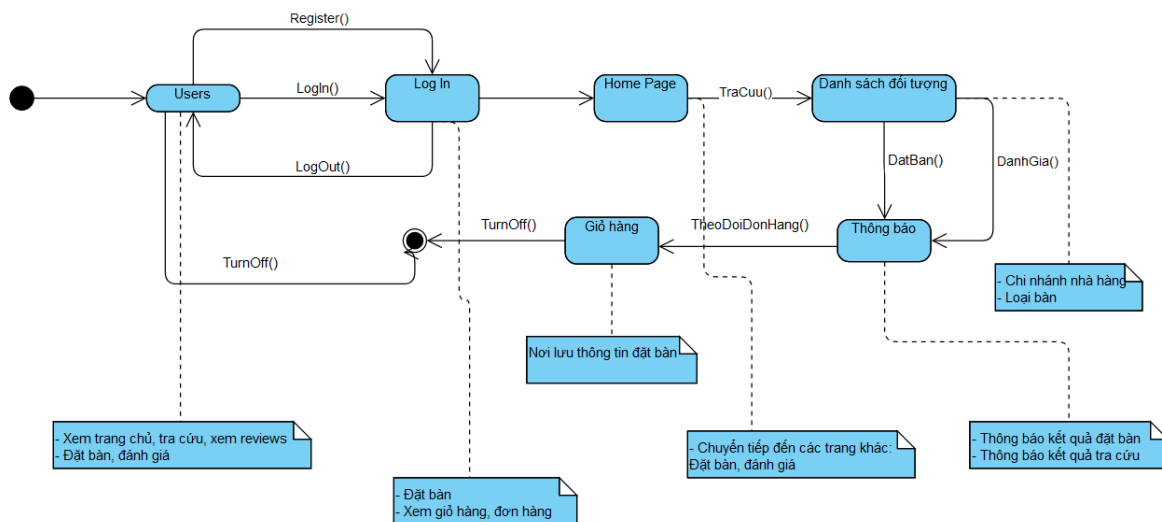 Register()
Users
LogIn()
Log In
Home Page
TraCuu()
Danh sách đối tượng
LogOut()
DatBan()
DanhGia()
TurnOff()
Giỏ hàng
TheoDoiDonHang()
Thông báo
TurnOff()
- Chi nhánh nhà hàng
- Loại bàn
Nơi lưu thông tin đặt bàn
- Xem trang chủ, tra cứu, xem reviews
- Đặt bàn, đánh giá
- Chuyển tiếp đến các trang khác:
Đặt bàn, đánh giá
- Thông báo kết quả đặt bàn
- Thông báo kết quả tra cứu
- Đặt bàn
- Xem giỏ hàng, đơn hàng